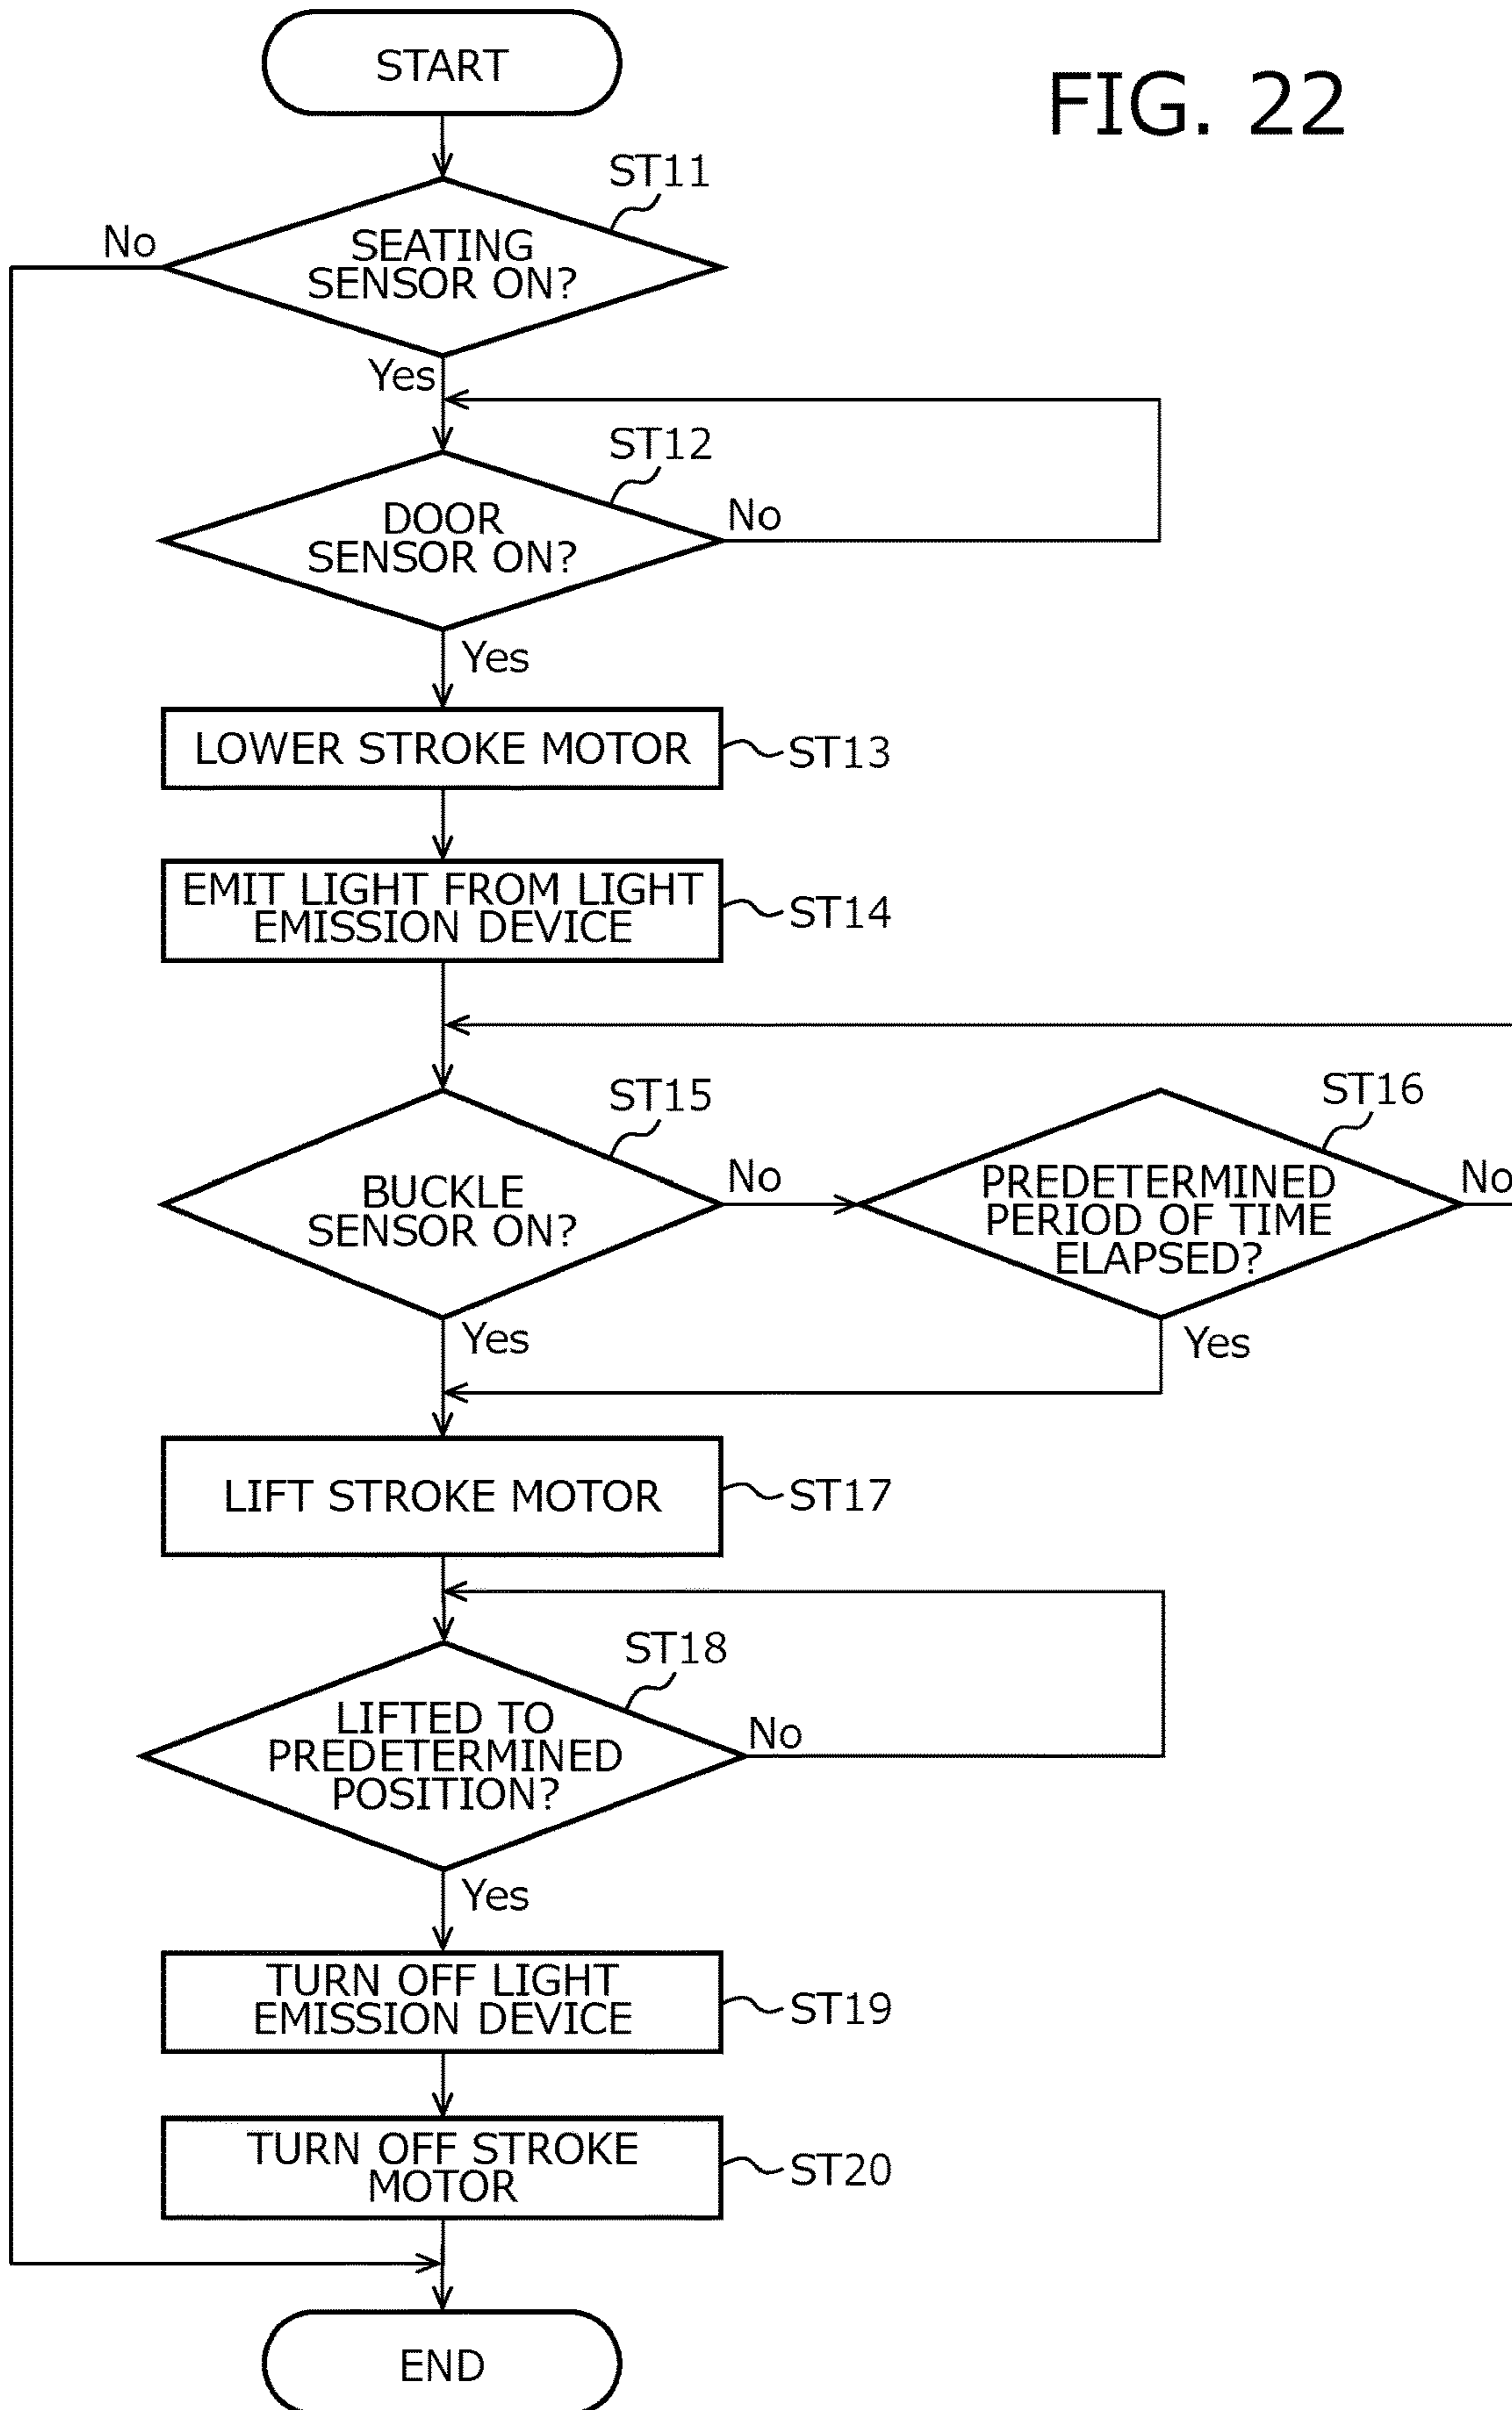 START
FIG. 22
ST11
No
SEATING
SENSOR ON?
Yes
ST12
DOOR
SENSOR ON?
No
Yes
LOWER STROKE MOTOR
ST13
EMIT LIGHT FROM LIGHT
EMISSION DEVICE
ST14
ST15
ST16
BUCKLE
SENSOR ON?
No
PREDETERMINED
PERIOD OF TIME
ELAPSED?
No
Yes
Yes
LIFT STROKE MOTOR
ST17
ST18
LIFTED TO
PREDETERMINED
POSITION?
No
Yes
TURN OFF LIGHT
EMISSION DEVICE
ST19
TURN OFF STROKE
MOTOR
ST20
END